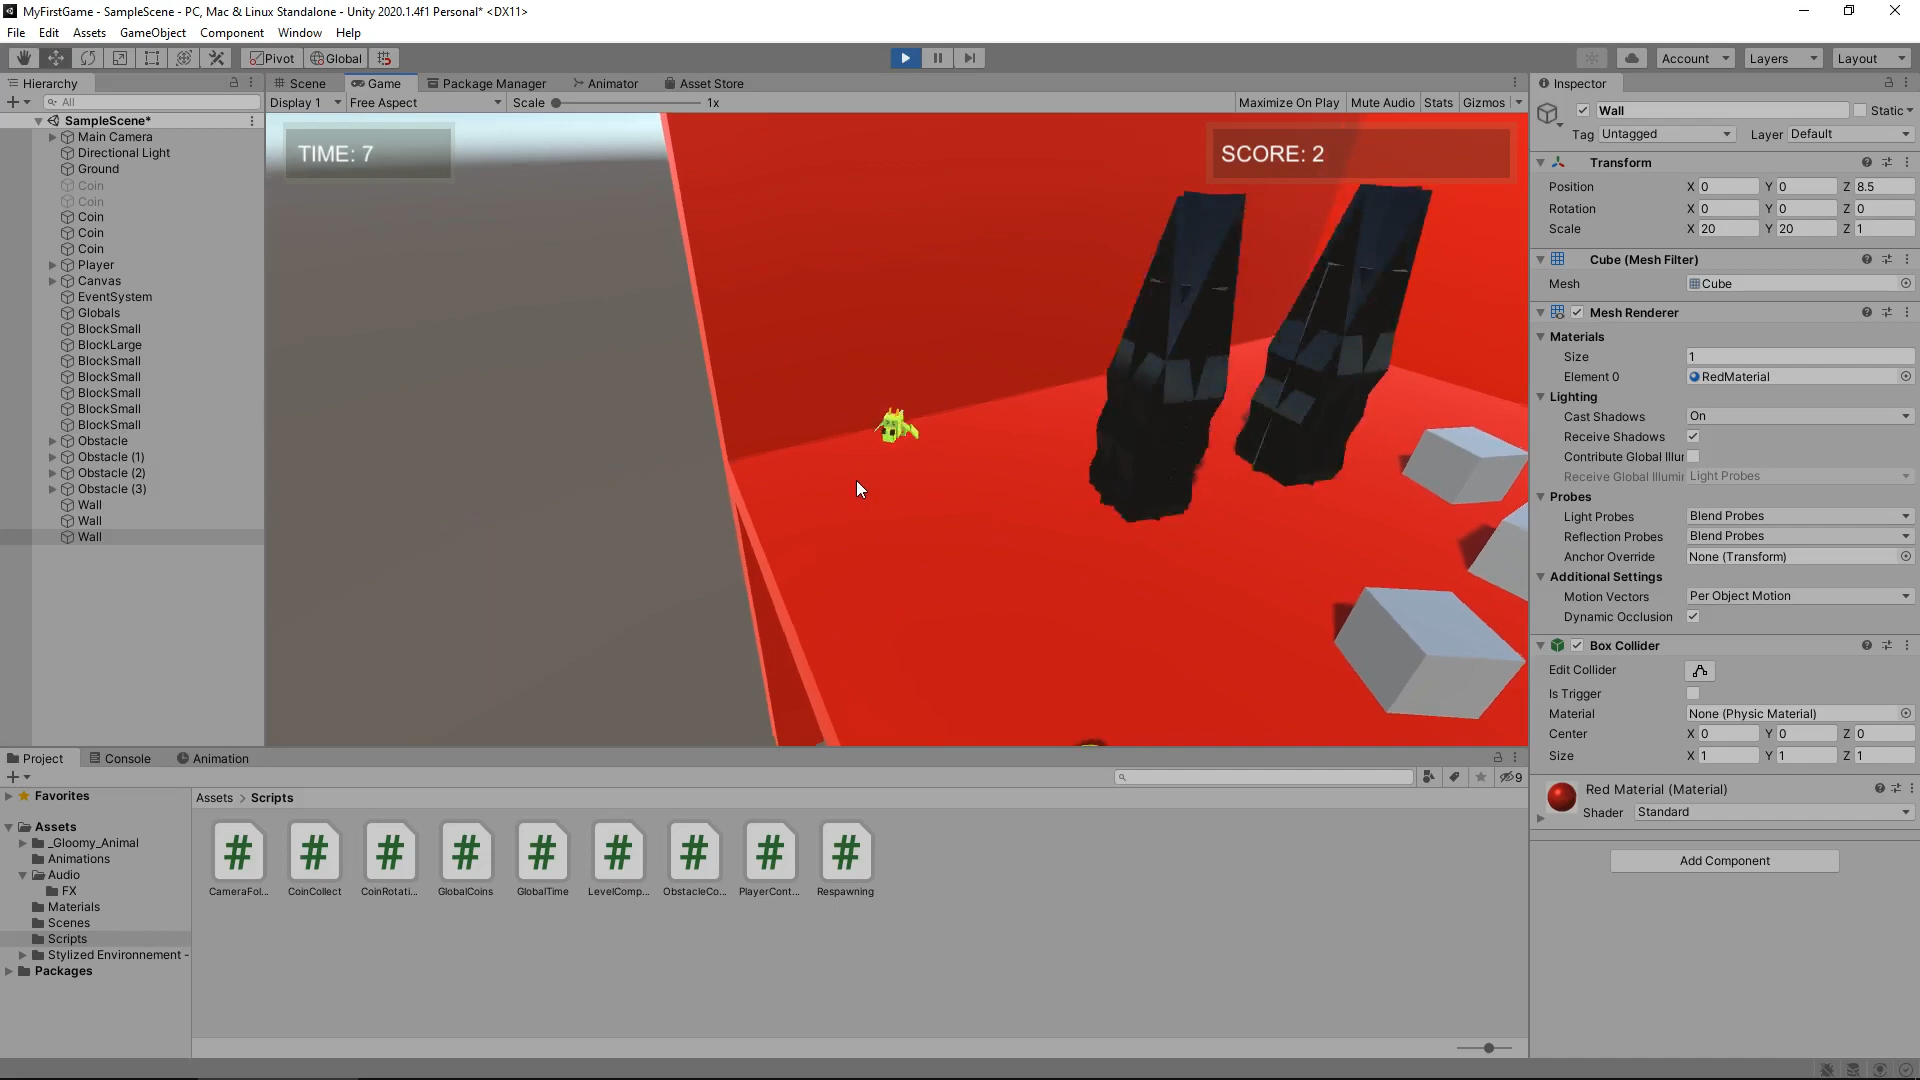 MyFirstGame - SampleScene - PC, Mac & Linux Standalone - Unity 2020.1.4f1 Personal* <DX11>
File Edit Assets GameObject Component Window Help
Pivot Global Account Layers Layout
Hierarchy
All
SampleScene*
Main Camera
Directional Light
Ground
Coin
Coin
Coin
Coin
Coin
Player
Canvas
EventSystem
Globals
BlockSmall
BlockLarge
BlockSmall
BlockSmall
BlockSmall
BlockSmall
BlockSmall
Obstacle
Obstacle (1)
Obstacle (2)
Obstacle (3)
Wall
Wall
Wall
Scene Game Package Manager Animator Asset Store
Display 1 Free Aspect Scale 1x Maximize On Play Mute Audio Stats Gizmos
TIME: 7
SCORE: 2
Inspector
Wall Static
Tag Untagged Layer Default
Transform
Position X 0 Y 0 Z 8.5
Rotation X 0 Y 0 Z 0
Scale X 20 Y 20 Z 1
Cube (Mesh Filter)
Mesh Cube
Mesh Renderer
Materials
Size 1
Element 0 RedMaterial
Lighting
Cast Shadows On
Receive Shadows
Contribute Global Illur
Receive Global Illumir Light Probes
Probes
Light Probes Blend Probes
Reflection Probes Blend Probes
Anchor Override None (Transform)
Additional Settings
Motion Vectors Per Object Motion
Dynamic Occlusion
Box Collider
Edit Collider
Is Trigger
Material None (Physic Material)
Center X 0 Y 0 Z 0
Size X 1 Y 1 Z 1
Red Material (Material)
Shader Standard
Add Component
Project Console Animation
9
Favorites
Assets
_Gloomy_Animal
Animations
Audio
FX
Materials
Scenes
Scripts
Stylized Environnement -
Packages
Assets > Scripts
CameraFol... CoinCollect CoinRotati... GlobalCoins GlobalTime LevelComp... ObstacleCo... PlayerCont... Respawning